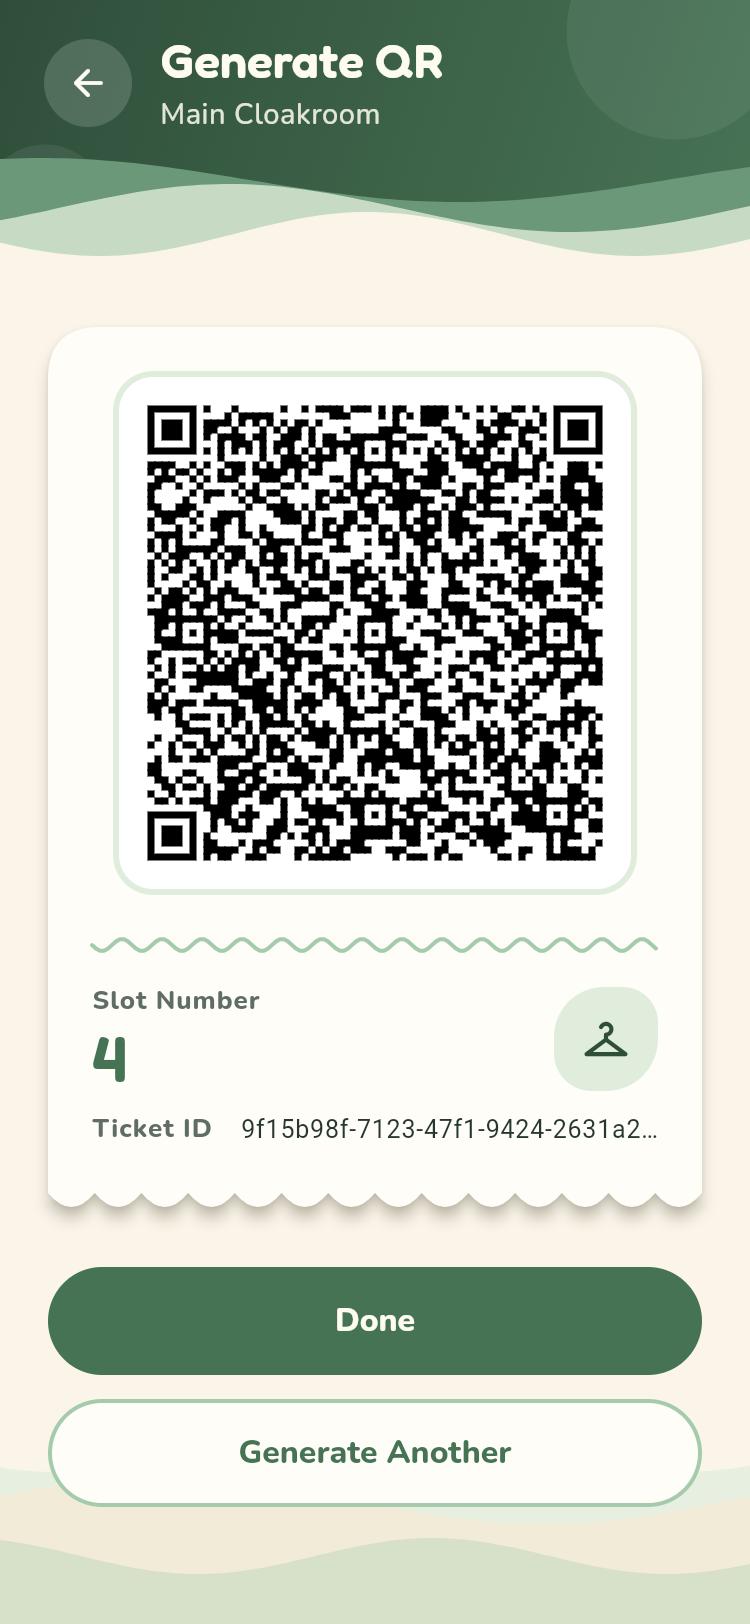 Generate QR
Main Cloakroom
Slot Number
4
Ticket ID 9f15b98f-7123-47f1-9424-2631a2…
Done
Generate Another